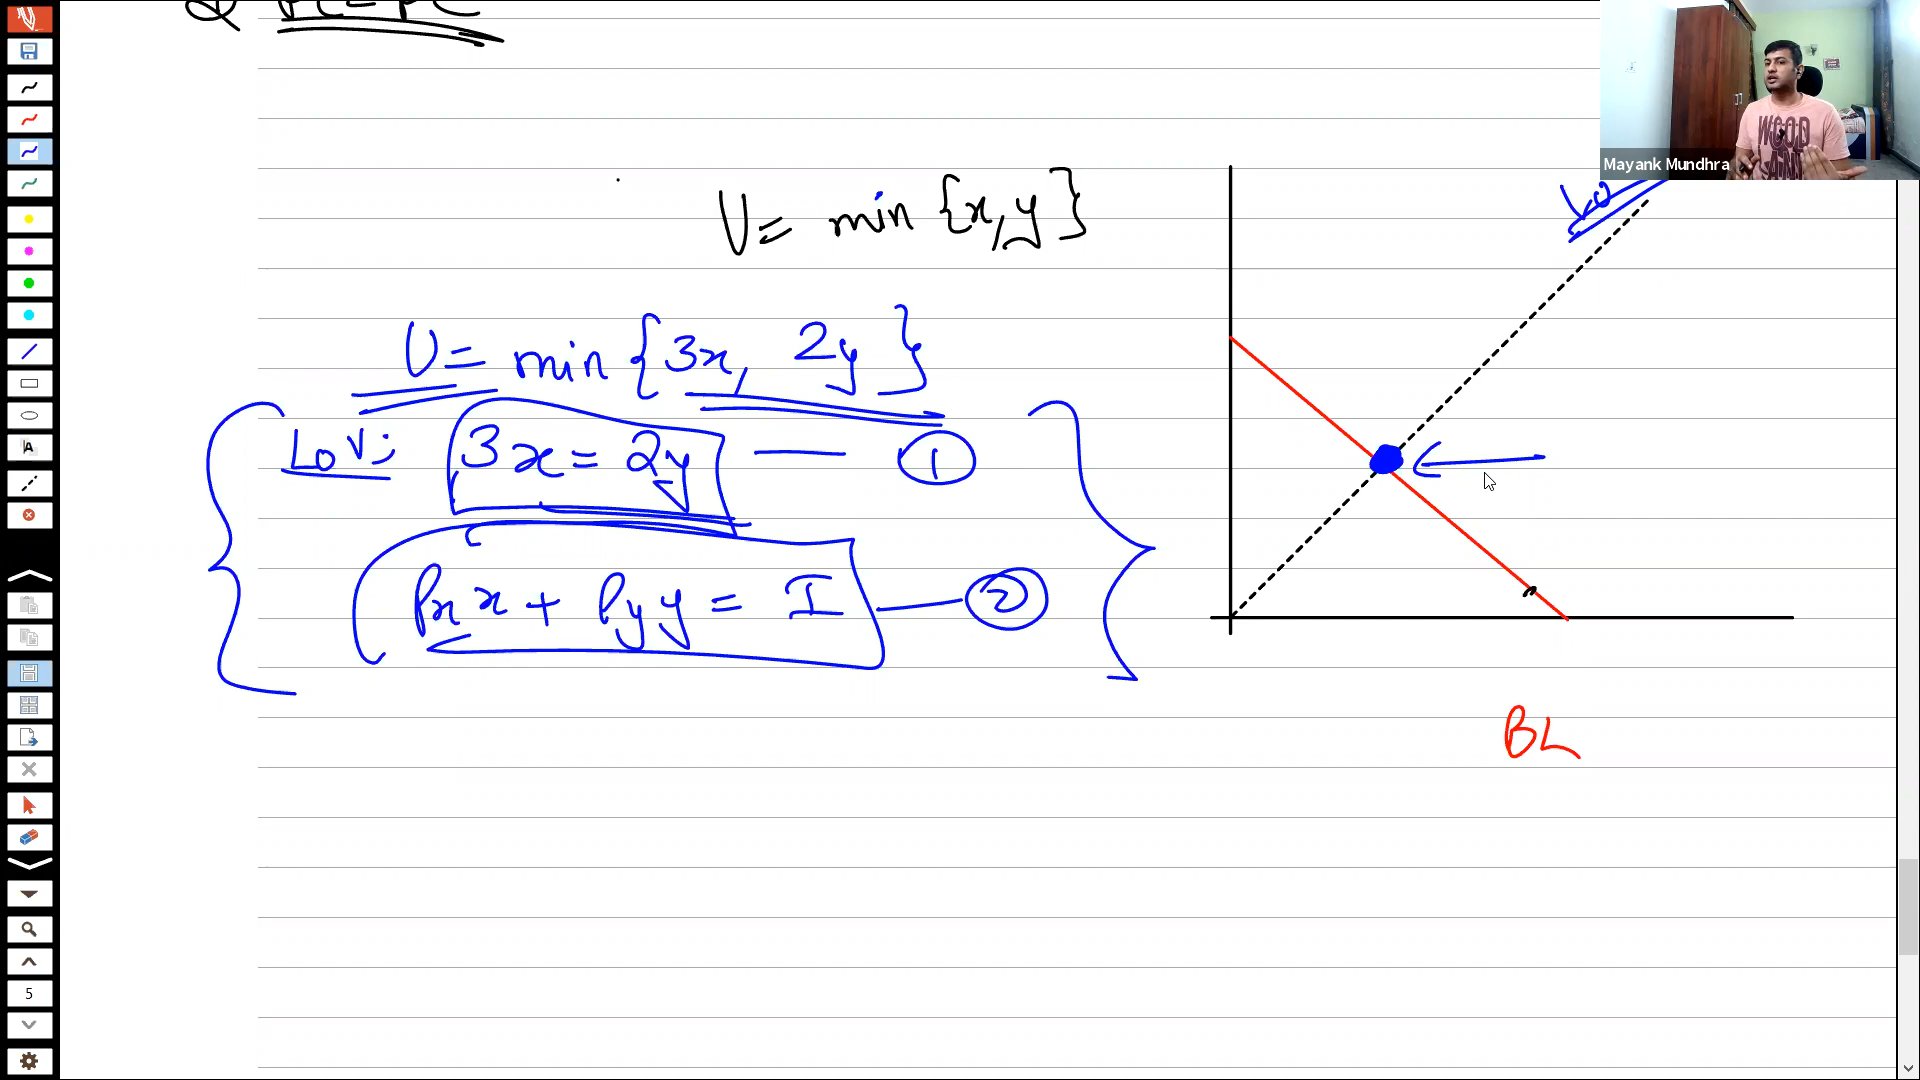 Mayank Mundhra
U = min {x, y}
U = min {3x, 2y}
LoV: 3x = 2y — ①
Px x + Py y = I — ②
BL
5